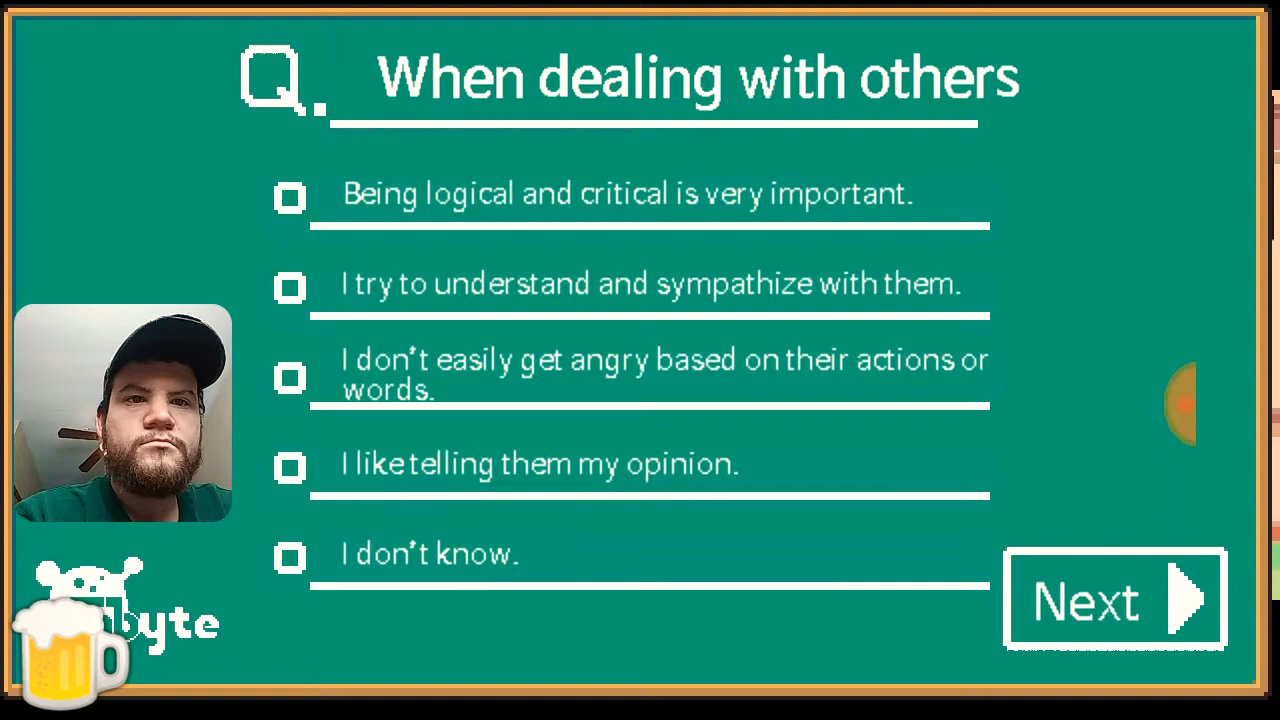 Q. When dealing with others
Being logical and critical is very important.
I try to understand and sympathize with them.
I don't easily get angry based on their actions or
words.
I like telling them my opinion.
I don't know.
Next
byte